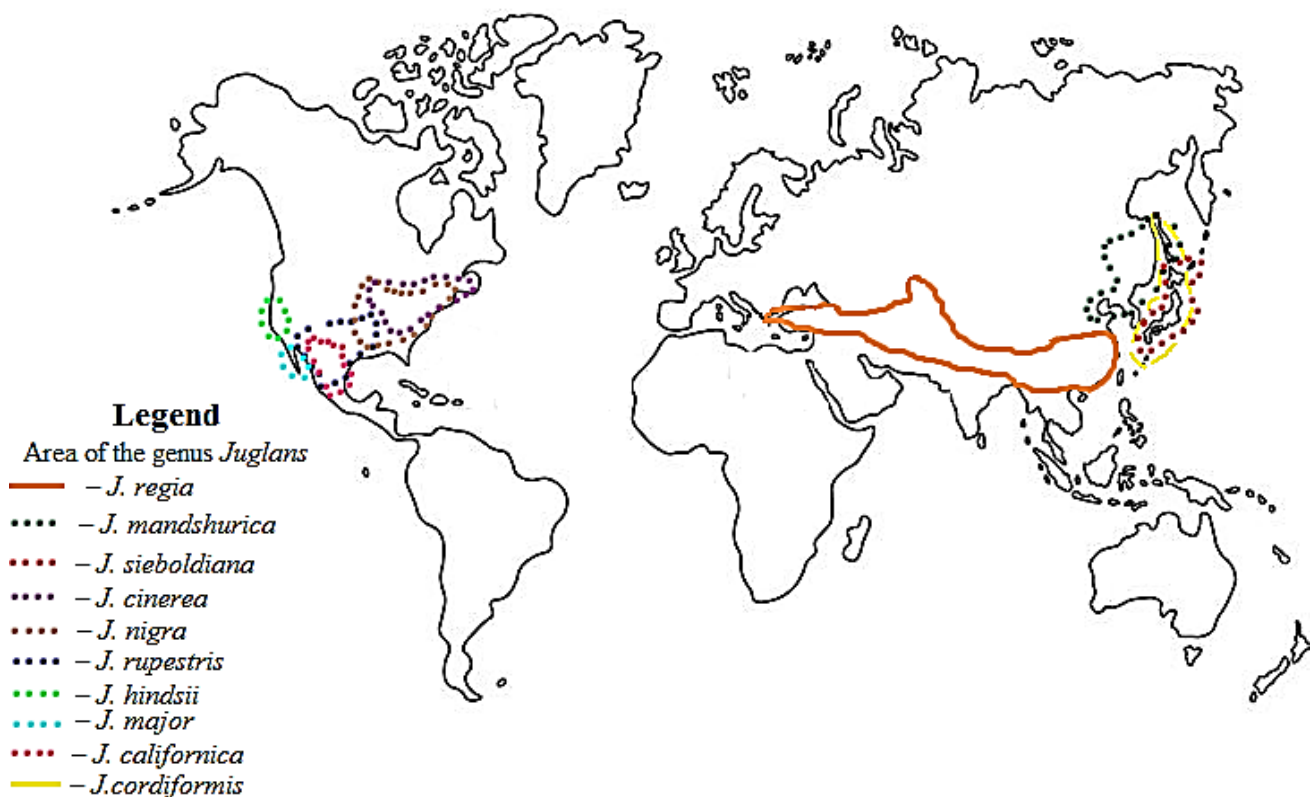 Legend
Area of the genus Juglans
– J. regia
– J. mandshurica
– J. sieboldiana
– J. cinerea
– J. nigra
– J. rupestris
– J. hindsii
– J. major
– J. californica
– J.cordiformis